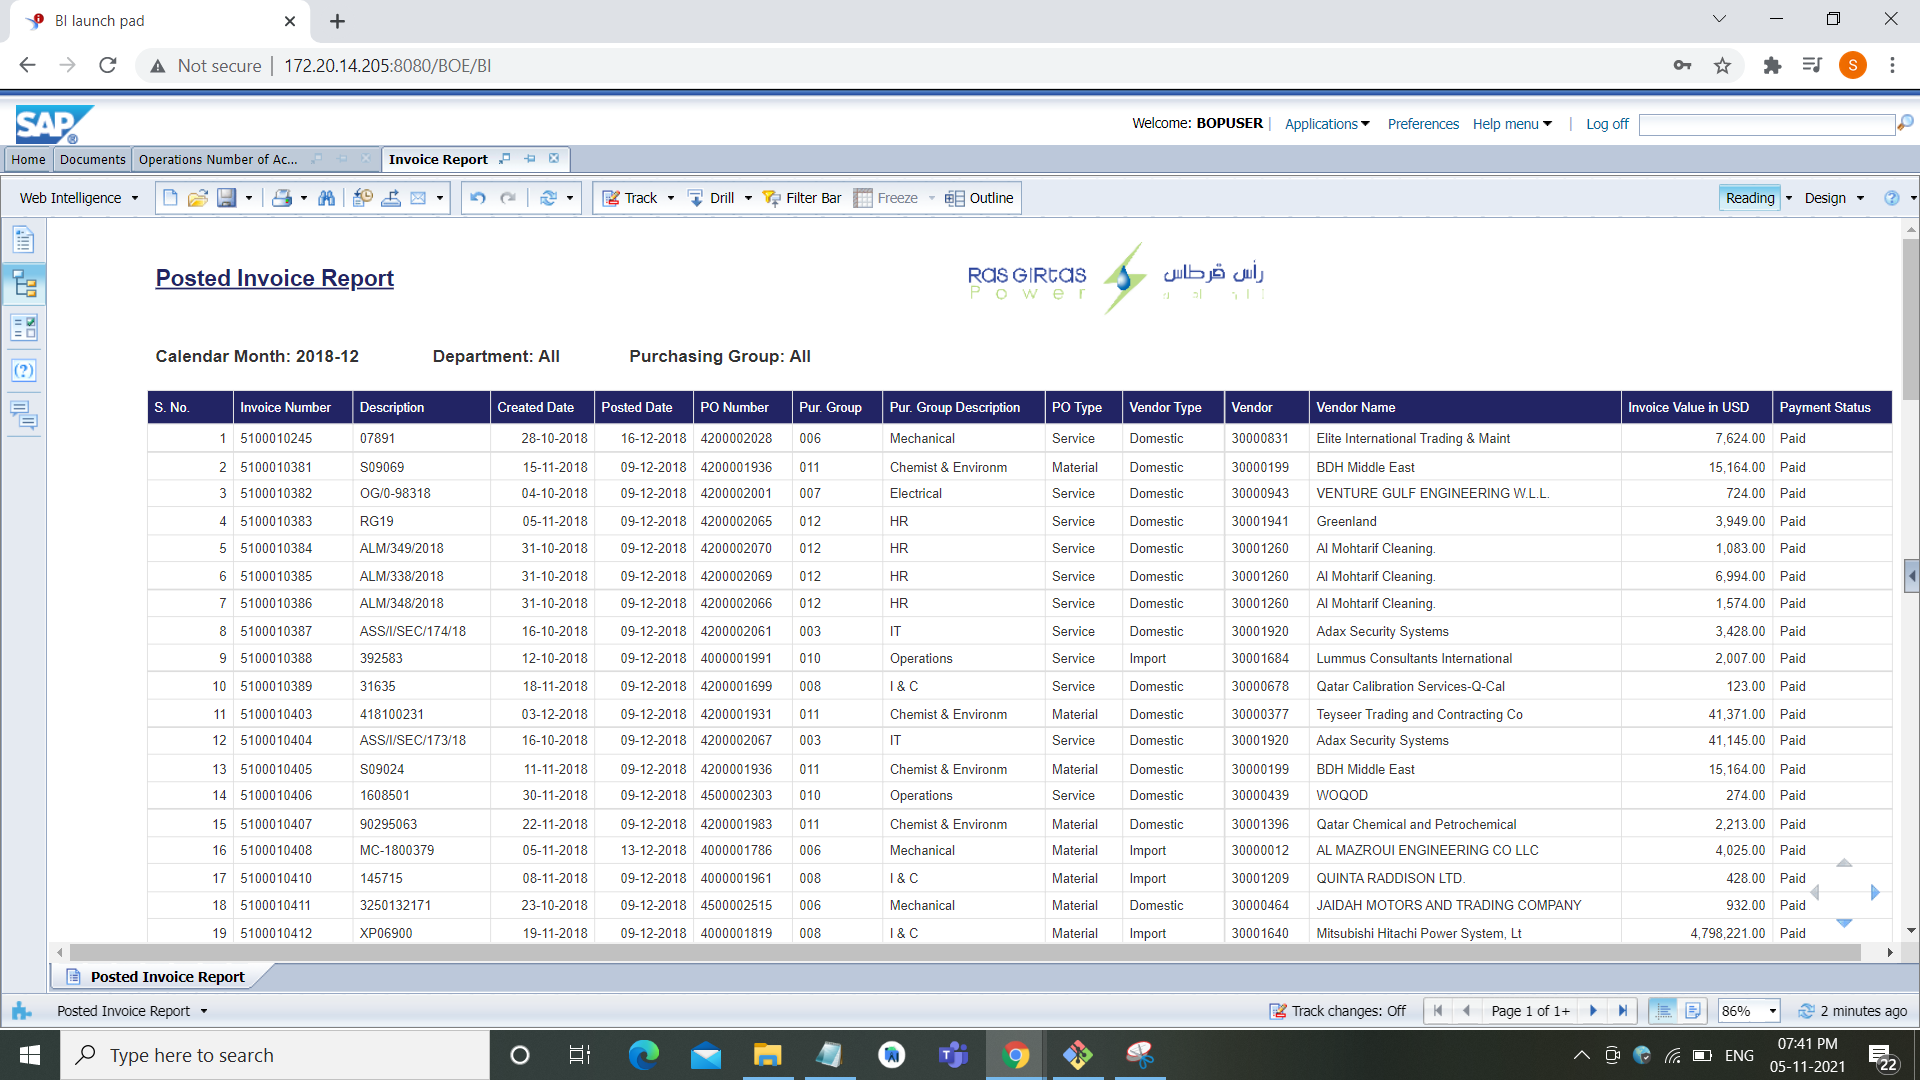 BI launch pad
Not secure 172.20.14.205:8080/BOE/BI
S
SAP
Welcome: BOPUSER Applications Preferences Help menu Log off
Home Documents Operations Number of Ac... Invoice Report
Web Intelligence Track Drill Filter Bar Freeze Outline Reading Design
Posted Invoice Report
RAS GIRTAS
Power
رأس قرطاس
Calendar Month: 2018-12 Department: All Purchasing Group: All
S. No. Invoice Number Description Created Date Posted Date PO Number Pur. Group Pur. Group Description PO Type Vendor Type Vendor Vendor Name Invoice Value in USD Payment Status
1 5100010245 07891 28-10-2018 16-12-2018 4200002028 006 Mechanical Service Domestic 30000831 Elite International Trading & Maint 7,624.00 Paid
2 5100010381 S09069 15-11-2018 09-12-2018 4200001936 011 Chemist & Environm Material Domestic 30000199 BDH Middle East 15,164.00 Paid
3 5100010382 OG/0-98318 04-10-2018 09-12-2018 4200002001 007 Electrical Service Domestic 30000943 VENTURE GULF ENGINEERING W.L.L. 724.00 Paid
4 5100010383 RG19 05-11-2018 09-12-2018 4200002065 012 HR Service Domestic 30001941 Greenland 3,949.00 Paid
5 5100010384 ALM/349/2018 31-10-2018 09-12-2018 4200002070 012 HR Service Domestic 30001260 Al Mohtarif Cleaning. 1,083.00 Paid
6 5100010385 ALM/338/2018 31-10-2018 09-12-2018 4200002069 012 HR Service Domestic 30001260 Al Mohtarif Cleaning. 6,994.00 Paid
7 5100010386 ALM/348/2018 31-10-2018 09-12-2018 4200002066 012 HR Service Domestic 30001260 Al Mohtarif Cleaning. 1,574.00 Paid
8 5100010387 ASS/I/SEC/174/18 16-10-2018 09-12-2018 4200002061 003 IT Service Domestic 30001920 Adax Security Systems 3,428.00 Paid
9 5100010388 392583 12-10-2018 09-12-2018 4000001991 010 Operations Service Import 30001684 Lummus Consultants International 2,007.00 Paid
10 5100010389 31635 18-11-2018 09-12-2018 4200001699 008 I & C Service Domestic 30000678 Qatar Calibration Services-Q-Cal 123.00 Paid
11 5100010403 418100231 03-12-2018 09-12-2018 4200001931 011 Chemist & Environm Material Domestic 30000377 Teyseer Trading and Contracting Co 41,371.00 Paid
12 5100010404 ASS/I/SEC/173/18 16-10-2018 09-12-2018 4200002067 003 IT Service Domestic 30001920 Adax Security Systems 41,145.00 Paid
13 5100010405 S09024 11-11-2018 09-12-2018 4200001936 011 Chemist & Environm Material Domestic 30000199 BDH Middle East 15,164.00 Paid
14 5100010406 1608501 30-11-2018 09-12-2018 4500002303 010 Operations Service Domestic 30000439 WOQOD 274.00 Paid
15 5100010407 90295063 22-11-2018 09-12-2018 4200001983 011 Chemist & Environm Material Domestic 30001396 Qatar Chemical and Petrochemical 2,213.00 Paid
16 5100010408 MC-1800379 05-11-2018 13-12-2018 4000001786 006 Mechanical Material Import 30000012 AL MAZROUI ENGINEERING CO LLC 4,025.00 Paid
17 5100010410 145715 08-11-2018 09-12-2018 4000001961 008 I & C Material Import 30001209 QUINTA RADDISON LTD. 428.00 Paid
18 5100010411 3250132171 23-10-2018 09-12-2018 4500002515 006 Mechanical Material Domestic 30000464 JAIDAH MOTORS AND TRADING COMPANY 932.00 Paid
19 5100010412 XP06900 19-11-2018 09-12-2018 4000001819 008 I & C Material Import 30001640 Mitsubishi Hitachi Power System, Lt 4,798,221.00 Paid
Posted Invoice Report
Posted Invoice Report Track changes: Off Page 1 of 1+ 86% 2 minutes ago
Type here to search ENG 07:41 PM
05-11-2021
22